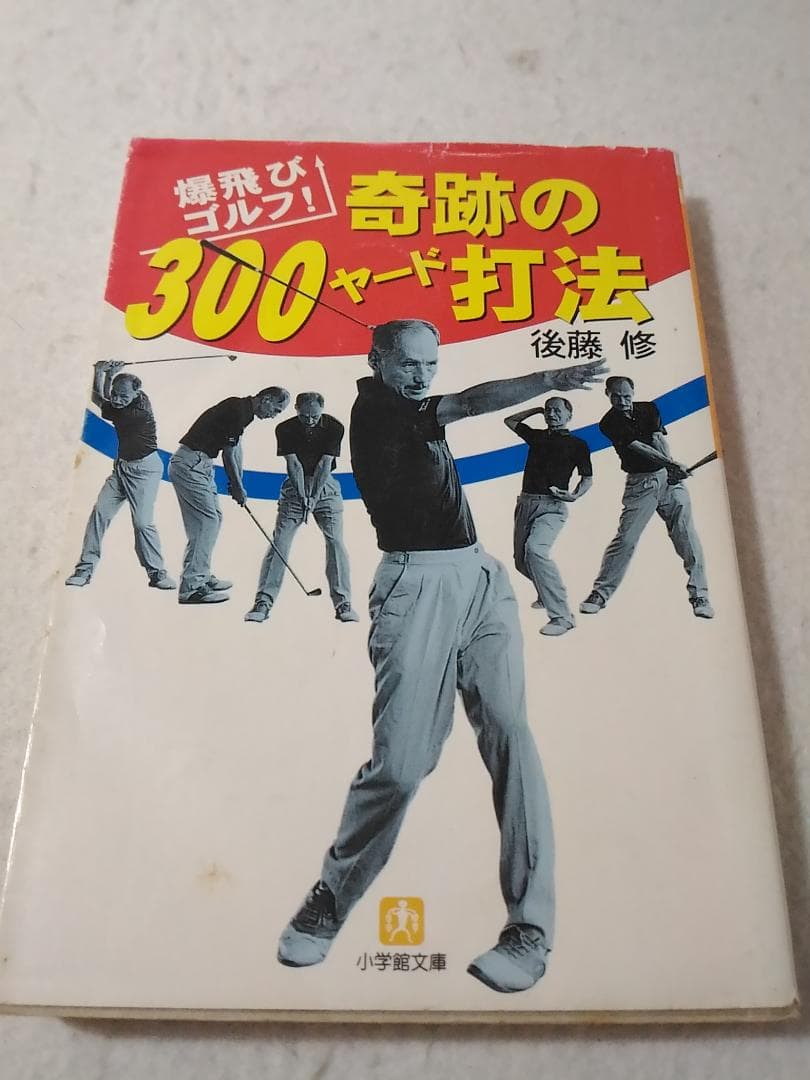 爆飛び
ゴルフ!
奇跡の
300ヤード打法
後藤 修
小学館文庫